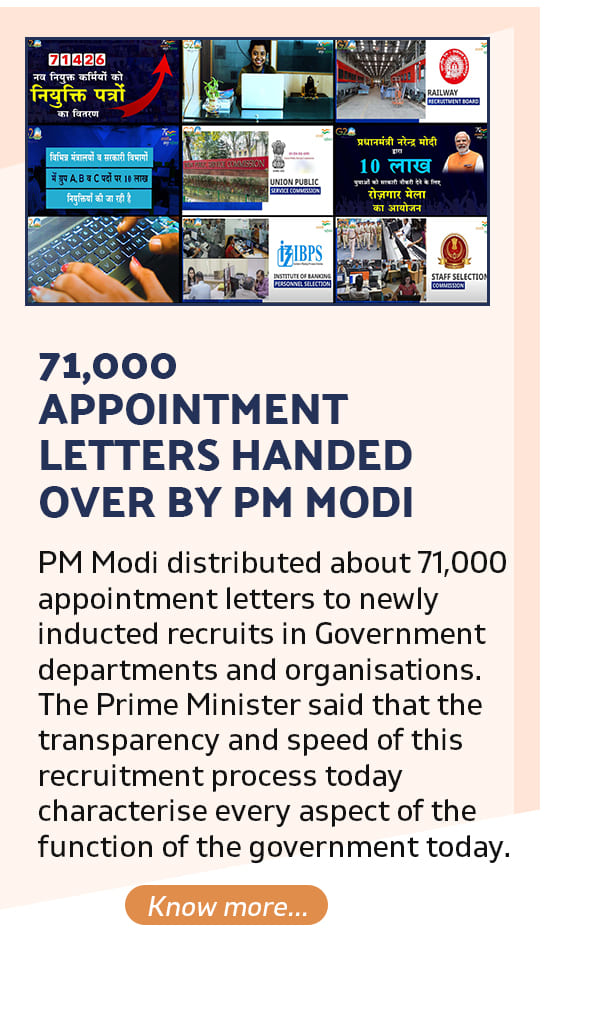 71426
नव नियुक्त कर्मियों को
नियुक्ति पत्रों
का वितरण
RAILWAY
RECRUITMENT BOARD
विभिन्न मंत्रालयों व सरकारी विभागों
में ग्रुप A, B व C पदों पर 10 लाख
नियुक्तियाँ की जा रही है
COMMISSION
UNION PUBLIC
SERVICE COMMISSION
प्रधानमंत्री नरेन्द्र मोदी
द्वारा
10 लाख
युवाओं को सरकारी नौकरी देने के लिए
रोज़गार मेला
का आयोजन
IBPS
INSTITUTE OF BANKING
PERSONNEL SELECTION
STAFF SELECTION
COMMISSION
71,000
APPOINTMENT
LETTERS HANDED
OVER BY PM MODI
PM Modi distributed about 71,000
appointment letters to newly
inducted recruits in Government
departments and organisations.
The Prime Minister said that the
transparency and speed of this
recruitment process today
characterise every aspect of the
function of the government today.
Know more...